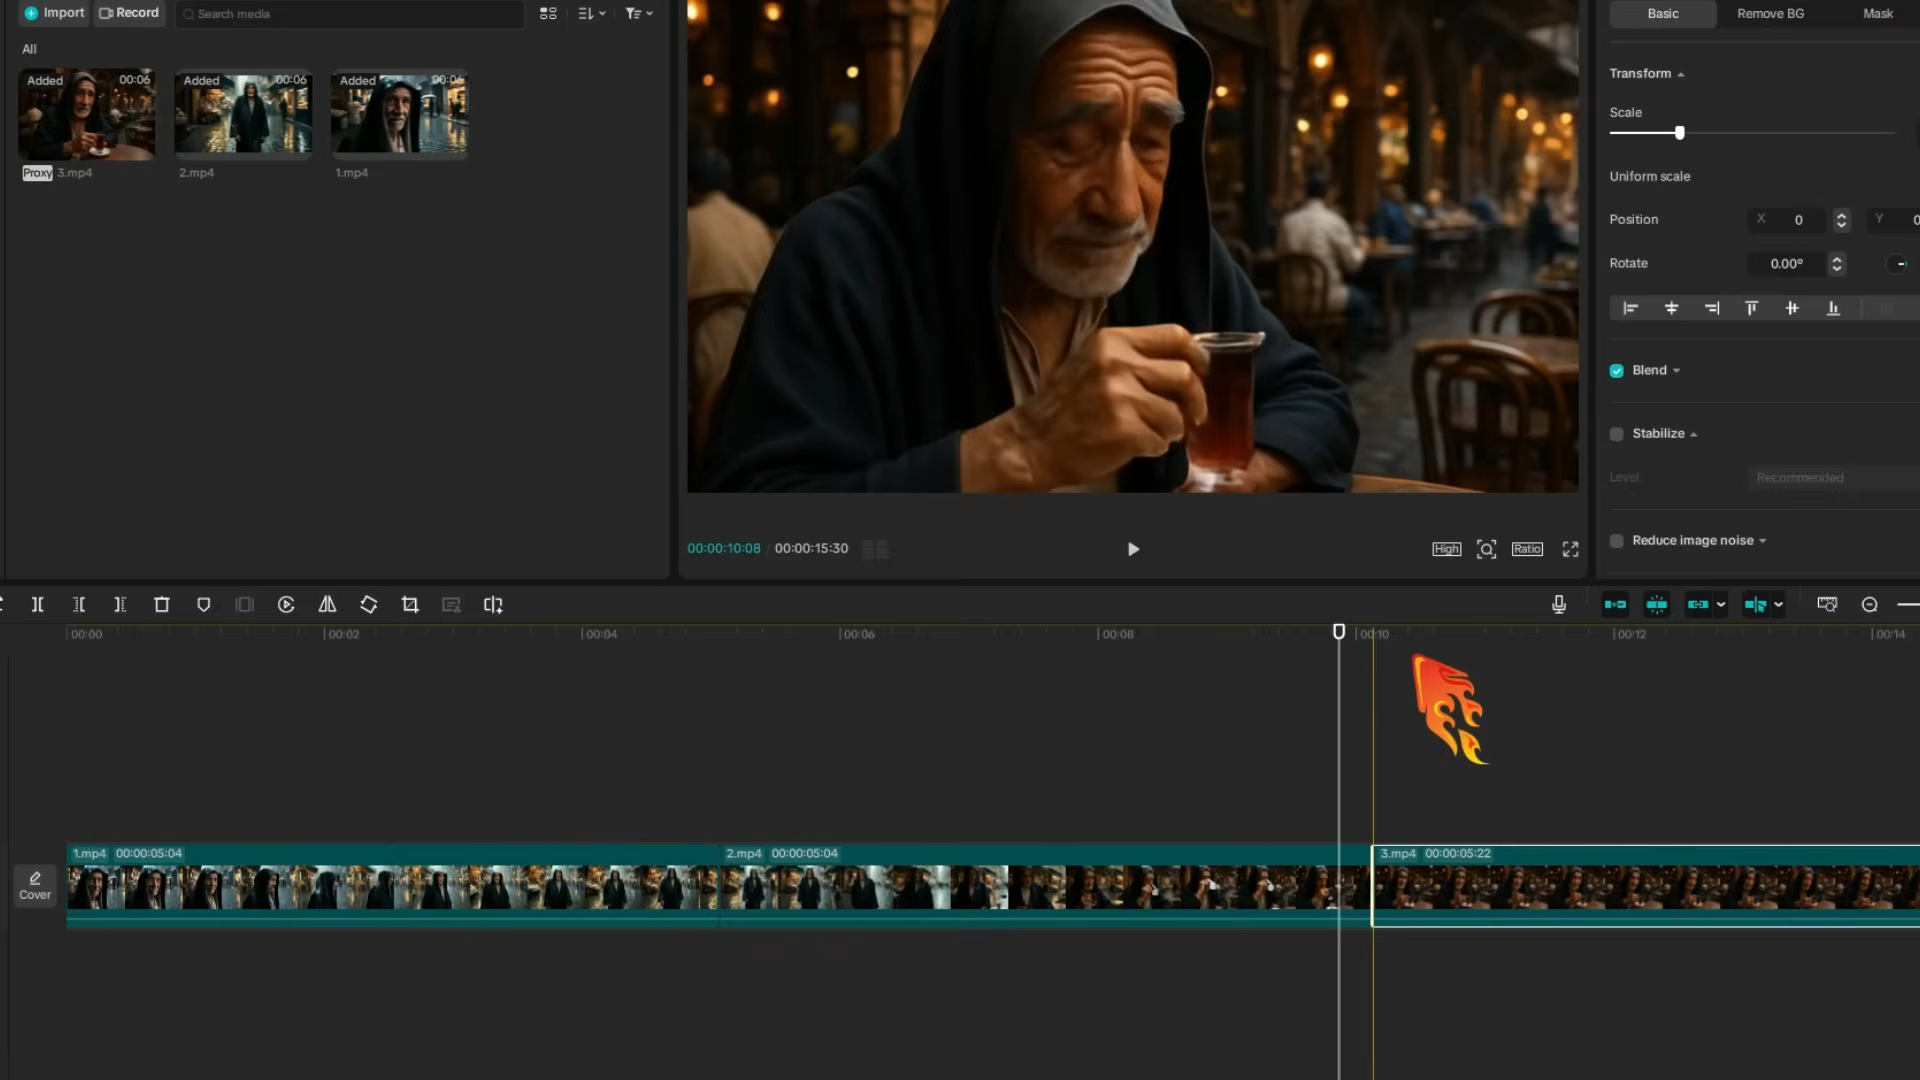 Import Record Search media
All
Added 00:06 Added 00:06 Added 00:06
Proxy 3.mp4 2.mp4 1.mp4
Basic Remove BG Mask
Transform
Scale
Uniform scale
Position X 0 Y 0
Rotate 0.00°
Blend
Stabilize
Level Recommended
Reduce image noise
00:00:10:08 / 00:00:15:30 High Ratio
00:00 00:02 00:04 00:06 00:08 00:10 00:12 00:14
1.mp4 00:00:05:04 2.mp4 00:00:05:04 3.mp4 00:00:05:22
Cover